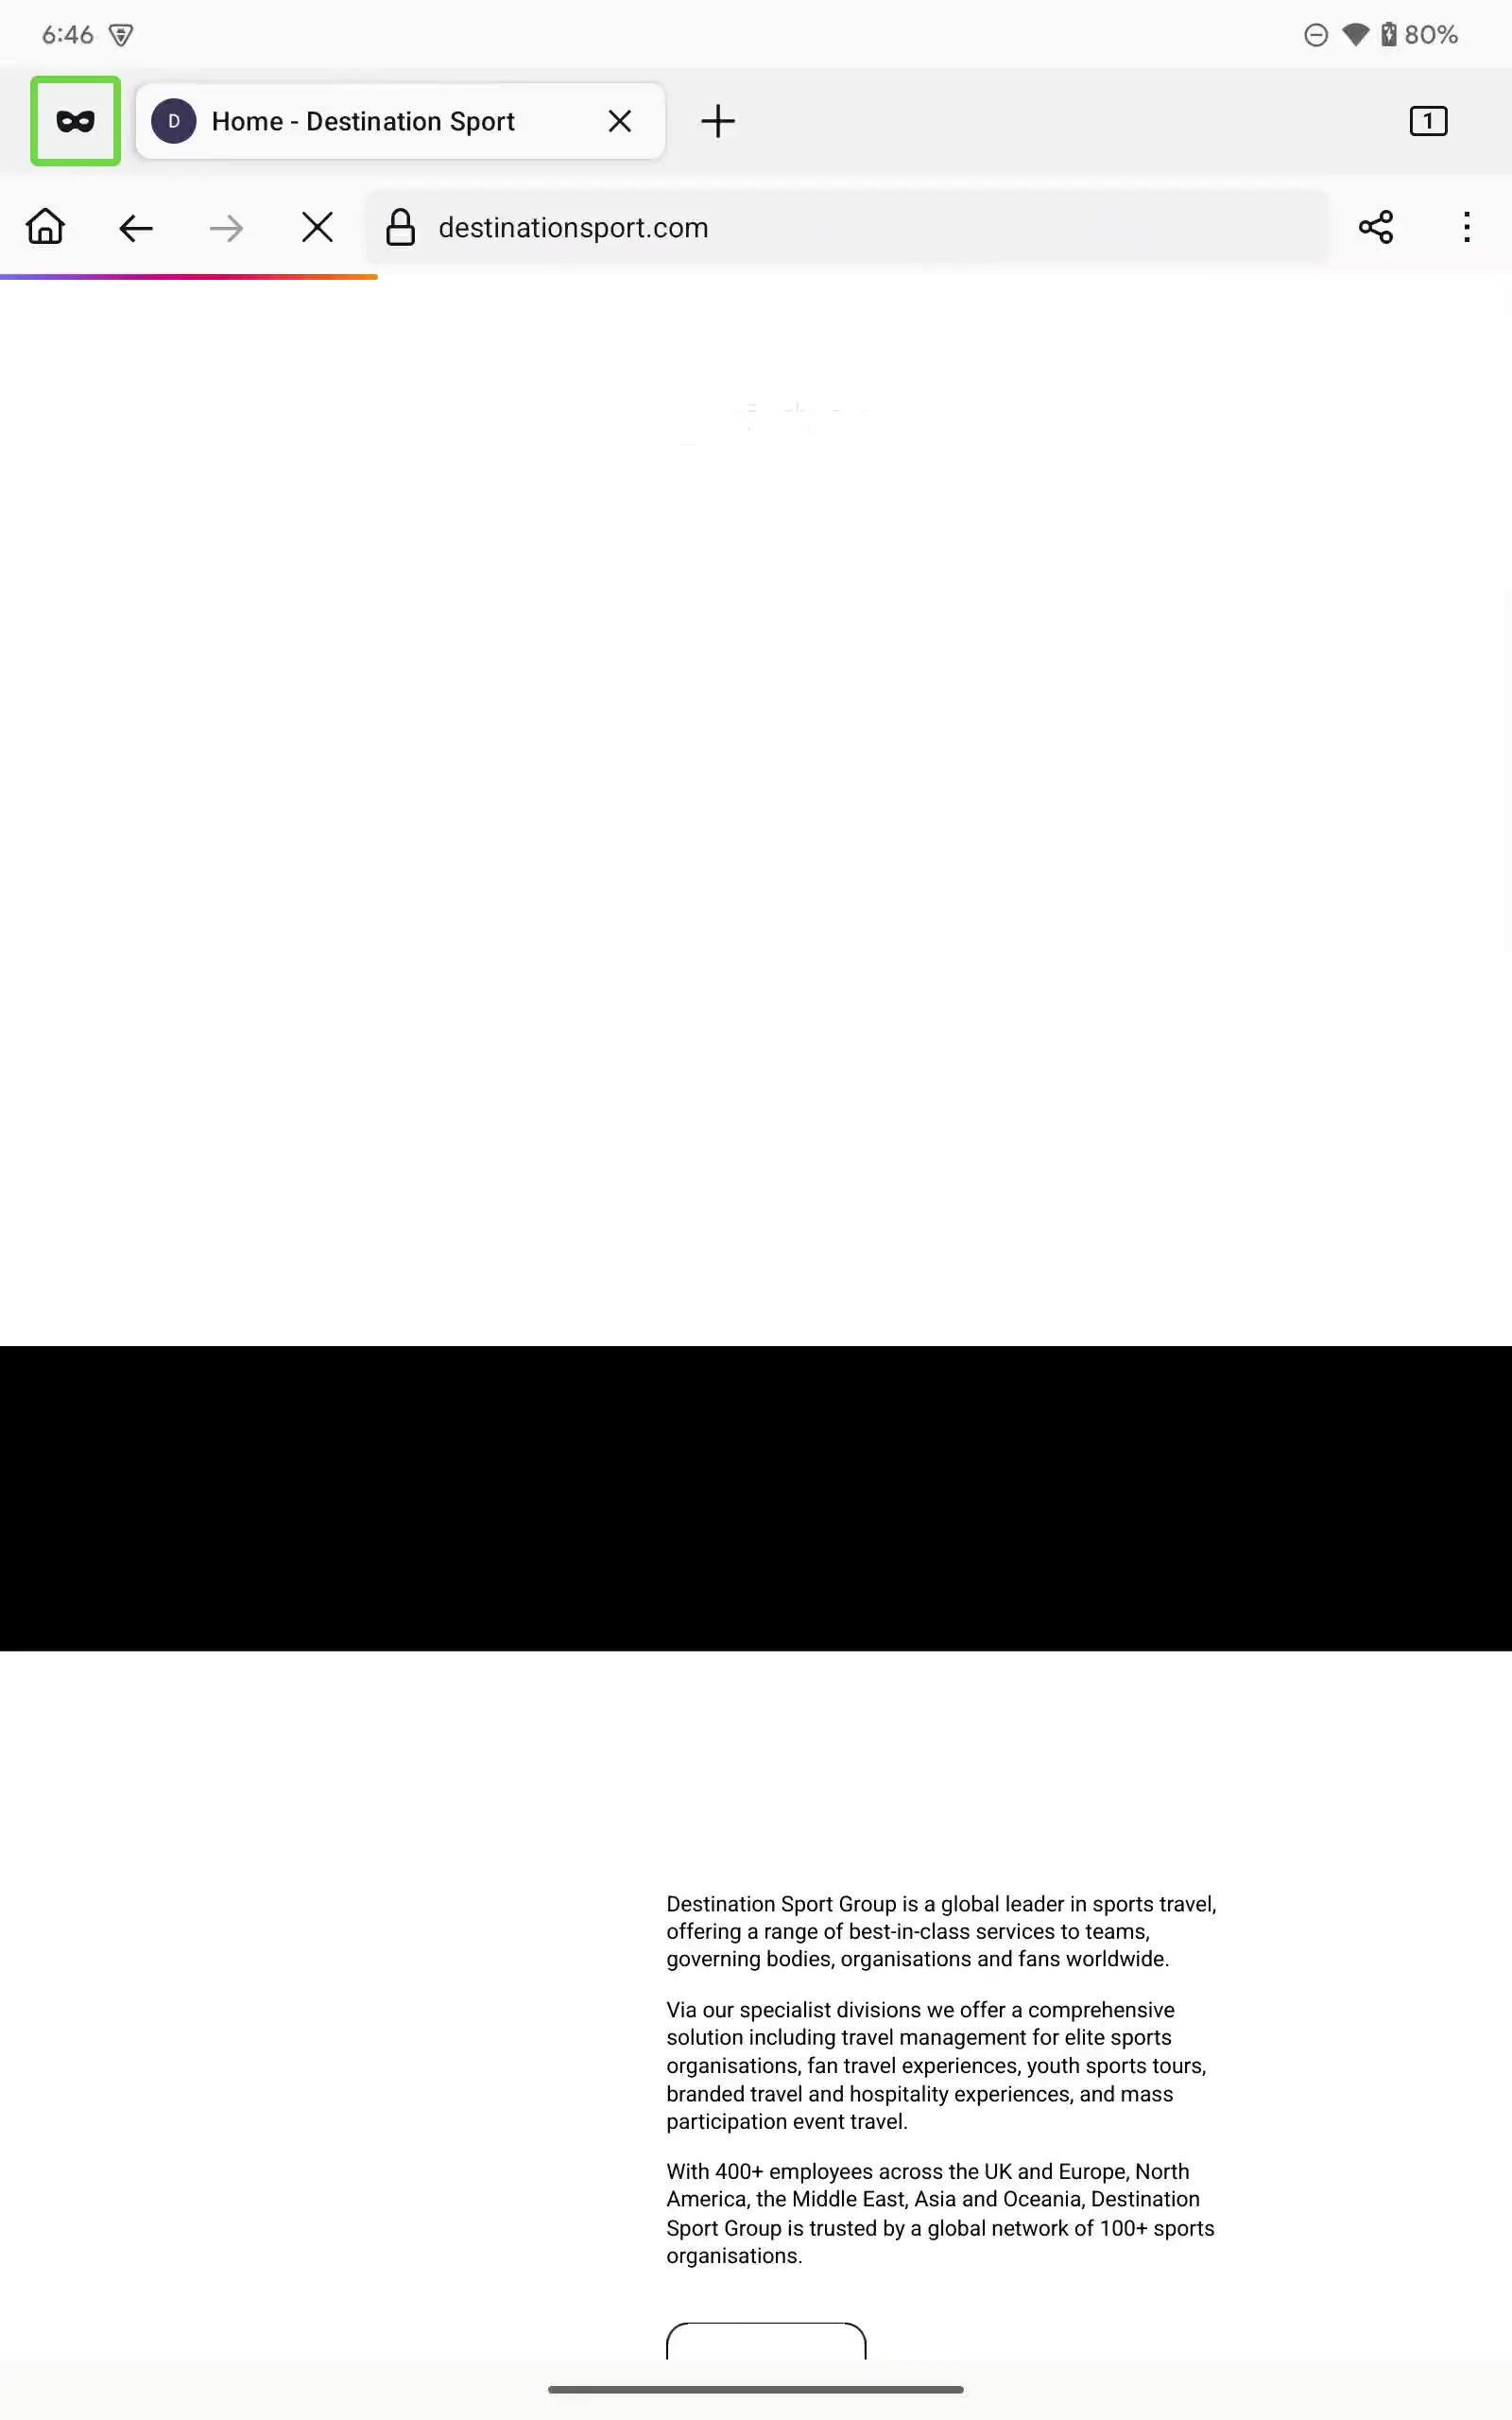 6:46
80%
D
Home - Destination Sport
1
destinationsport.com
Destination Sport Group is a global leader in sports travel,
offering a range of best-in-class services to teams,
governing bodies, organisations and fans worldwide.
Via our specialist divisions we offer a comprehensive
solution including travel management for elite sports
organisations, fan travel experiences, youth sports tours,
branded travel and hospitality experiences, and mass
participation event travel.
With 400+ employees across the UK and Europe, North
America, the Middle East, Asia and Oceania, Destination
Sport Group is trusted by a global network of 100+ sports
organisations.